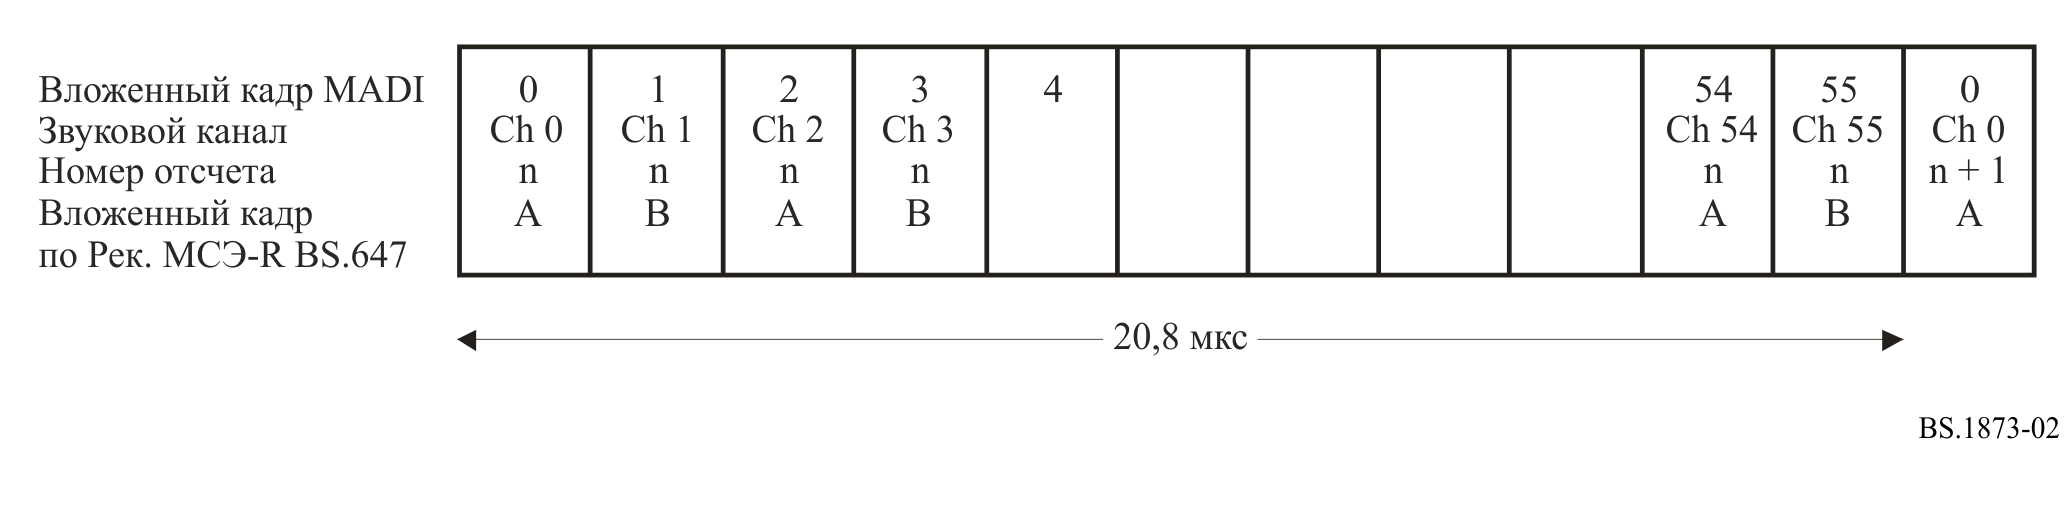 Вложенный кадр MADI 0 1 2 3 4 54 55 0
Звуковой канал Ch 0 Ch 1 Ch 2 Ch 3 Ch 54 Ch 55 Ch 0
Номер отсчета n n n n n n n + 1
Вложенный кадр A B A B A B A
по Рек. МСЭ-R BS.647
20,8 мкс
BS.1873-02